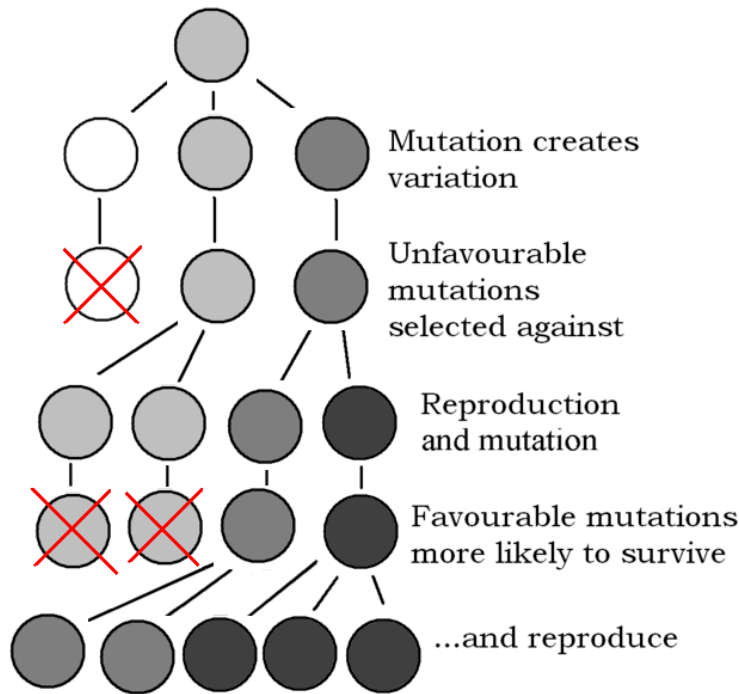 Mutation creates
variation
Unfavourable
mutations
selected against
Reproduction
and mutation
Favourable mutations
more likely to survive
...and reproduce